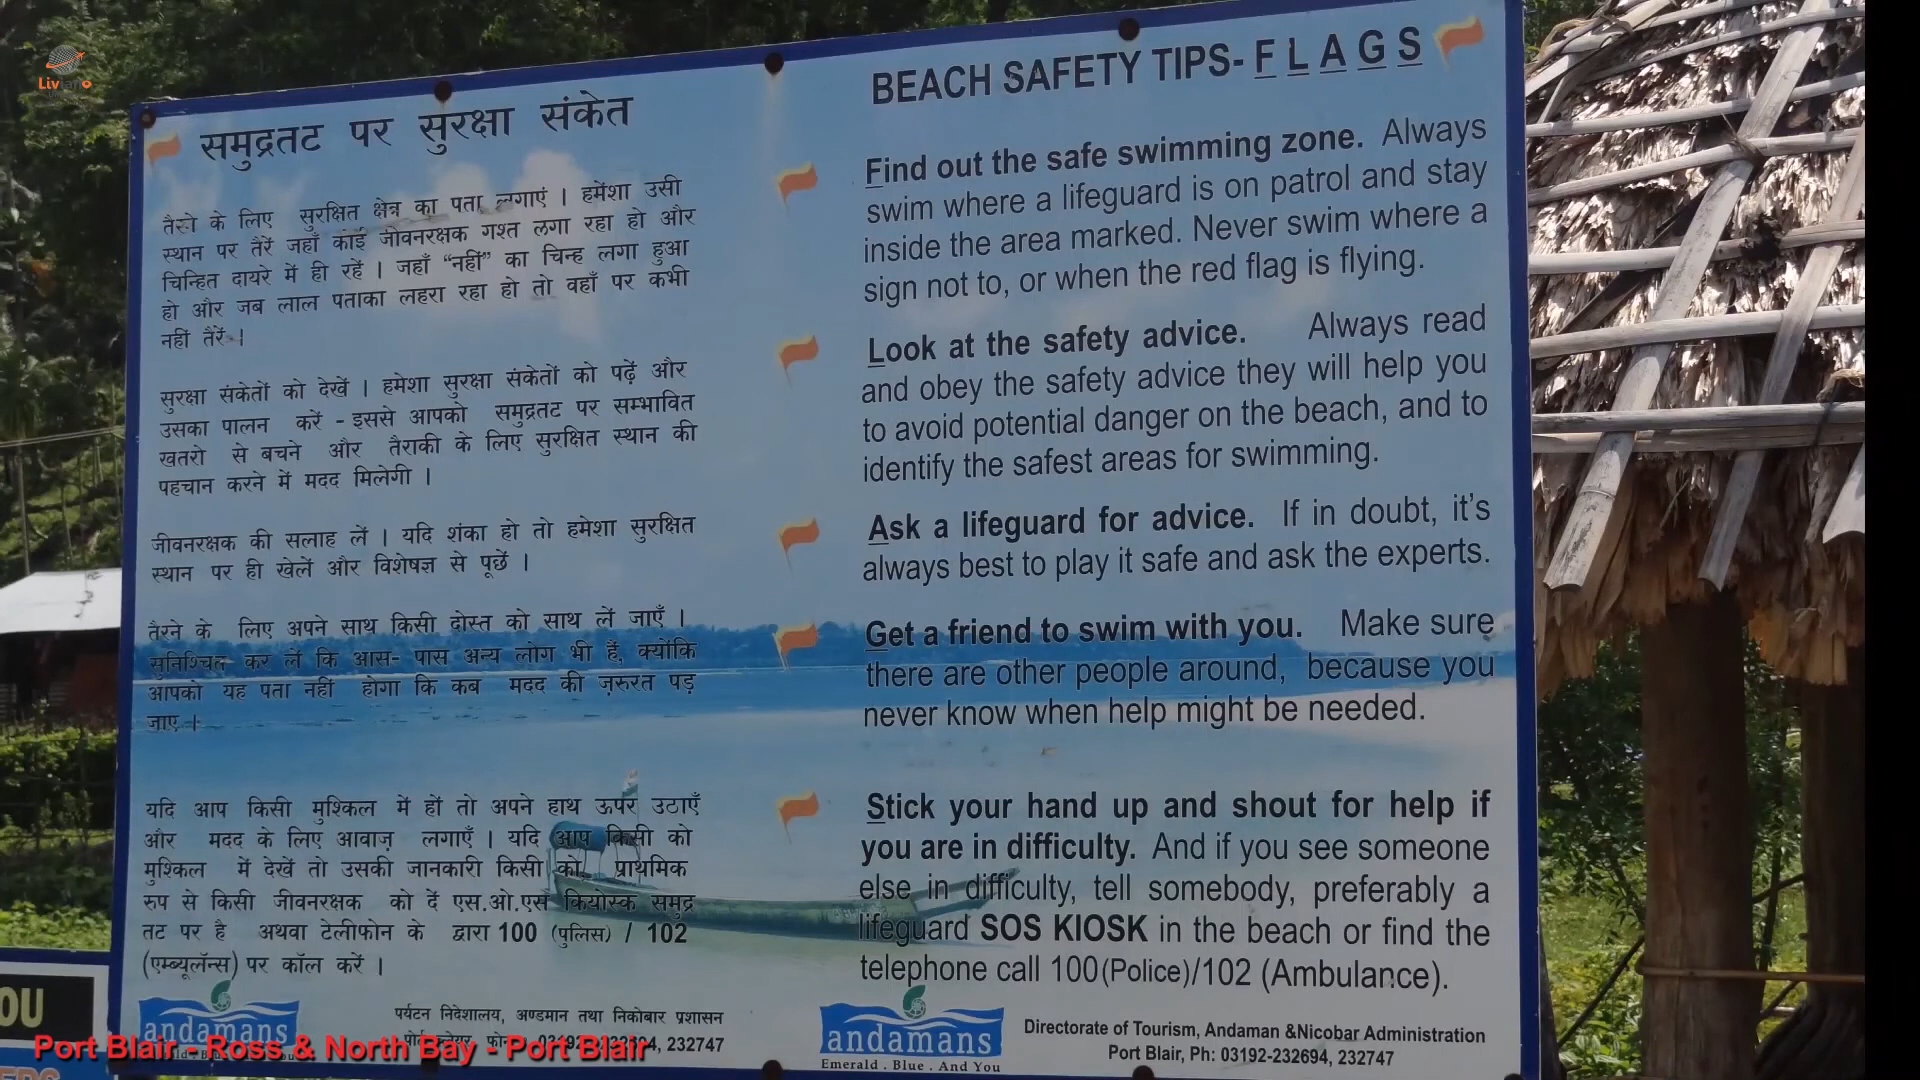 Liv
समुद्रतट पर सुरक्षा संकेत
तैरने के लिए सुरक्षित क्षेत्र का पता लगाएं । हमेंशा उसी
स्थान पर तैरें जहाँ कोई जीवनरक्षक गश्त लगा रहा हो और
चिन्हित दायरे में ही रहें । जहाँ “नहीं” का चिन्ह लगा हुआ
हो और जब लाल पताका लहरा रहा हो तो वहाँ पर कभी
नहीं तैरें ।
सुरक्षा संकेतों को देखें । हमेशा सुरक्षा संकेतों को पढ़ें और
उसका पालन करें - इससे आपको समुद्रतट पर सम्भावित
खतरो से बचने और तैराकी के लिए सुरक्षित स्थान की
पहचान करने में मदद मिलेगी ।
जीवनरक्षक की सलाह लें । यदि शंका हो तो हमेशा सुरक्षित
स्थान पर ही खेलें और विशेषज्ञ से पूछें ।
तैरने के लिए अपने साथ किसी दोस्त को साथ लें जाएँ ।
सुनिश्चित कर लें कि आस- पास अन्य लोग भी हैं, क्योंकि
आपको यह पता नहीं होगा कि कब मदद की ज़रुरत पड़
जाए ।
यदि आप किसी मुश्किल में हों तो अपने हाथ ऊपर उठाएँ
और मदद के लिए आवाज़ लगाएँ । यदि आप किसी को
मुश्किल में देखें तो उसकी जानकारी किसी को, प्राथमिक
रुप से किसी जीवनरक्षक को दें एस.ओ.एस कियोस्क समुद्र
तट पर है अथवा टेलीफोन के द्वारा 100 (पुलिस) / 102
(एम्ब्यूलॅन्स) पर कॉल करें ।
andamans
पर्यटन निदेशालय, अण्डमान तथा निकोबार प्रशासन
232747
BEACH SAFETY TIPS- F L A G S
Find out the safe swimming zone. Always
swim where a lifeguard is on patrol and stay
inside the area marked. Never swim where a
sign not to, or when the red flag is flying.
Look at the safety advice. Always read
and obey the safety advice they will help you
to avoid potential danger on the beach, and to
identify the safest areas for swimming.
Ask a lifeguard for advice. If in doubt, it's
always best to play it safe and ask the experts.
Get a friend to swim with you. Make sure
there are other people around, because you
never know when help might be needed.
Stick your hand up and shout for help if
you are in difficulty. And if you see someone
else in difficulty, tell somebody, preferably a
lifeguard SOS KIOSK in the beach or find the
telephone call 100(Police)/102 (Ambulance).
andamans
Emerald . Blue . And You
Directorate of Tourism, Andaman &Nicobar Administration
Port Blair, Ph: 03192-232694, 232747
OU
Port Blair - Ross & North Bay - Port Blair